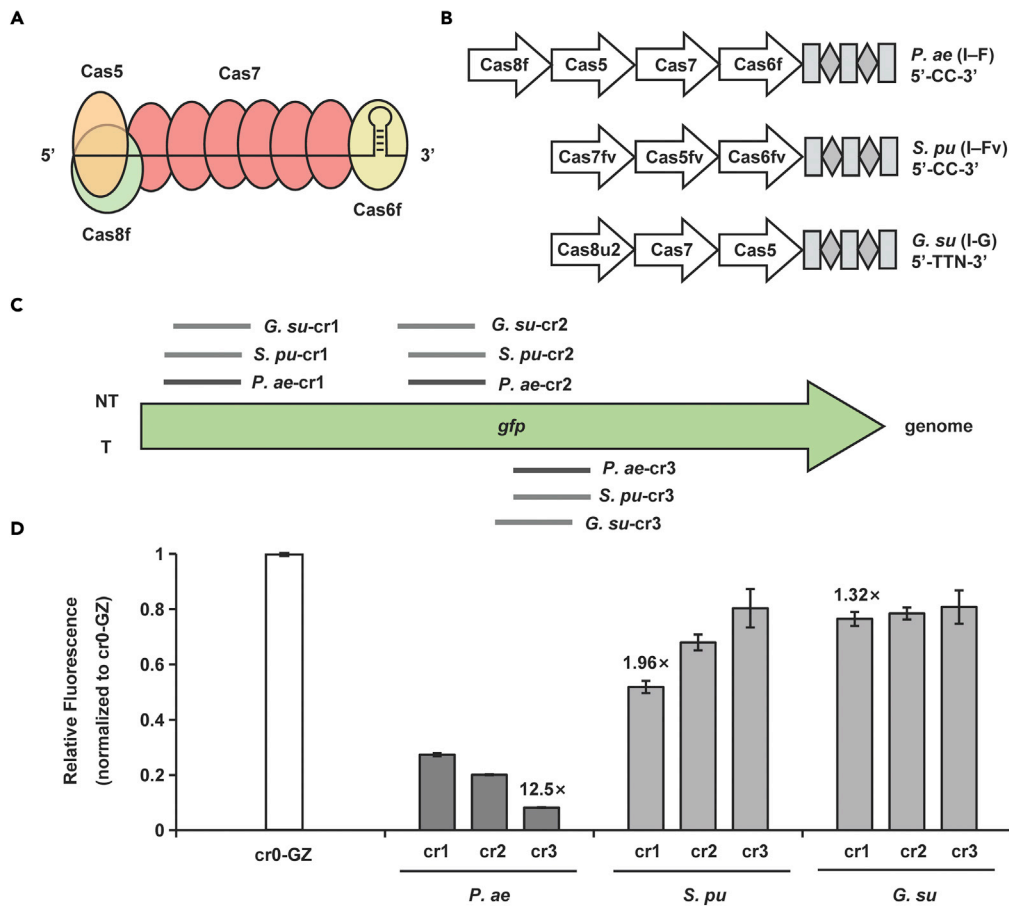 A
Cas5
Cas7
5’
3’
Cas8f
Cas6f
B
Cas8f Cas5 Cas7 Cas6f
P. ae (I–F)
5’-CC-3’
Cas7fv Cas5fv Cas6fv
S. pu (I–Fv)
5’-CC-3’
Cas8u2 Cas7 Cas5
G. su (I-G)
5’-TTN-3’
C
G. su-cr1 G. su-cr2
S. pu-cr1 S. pu-cr2
P. ae-cr1 P. ae-cr2
NT
T
gfp
genome
P. ae-cr3
S. pu-cr3
G. su-cr3
D
Relative Fluorescence
(normalized to cr0-GZ)
1
0.8
0.6
0.4
0.2
0
12.5×
1.96×
1.32×
cr0-GZ
cr1 cr2 cr3
P. ae
cr1 cr2 cr3
S. pu
cr1 cr2 cr3
G. su